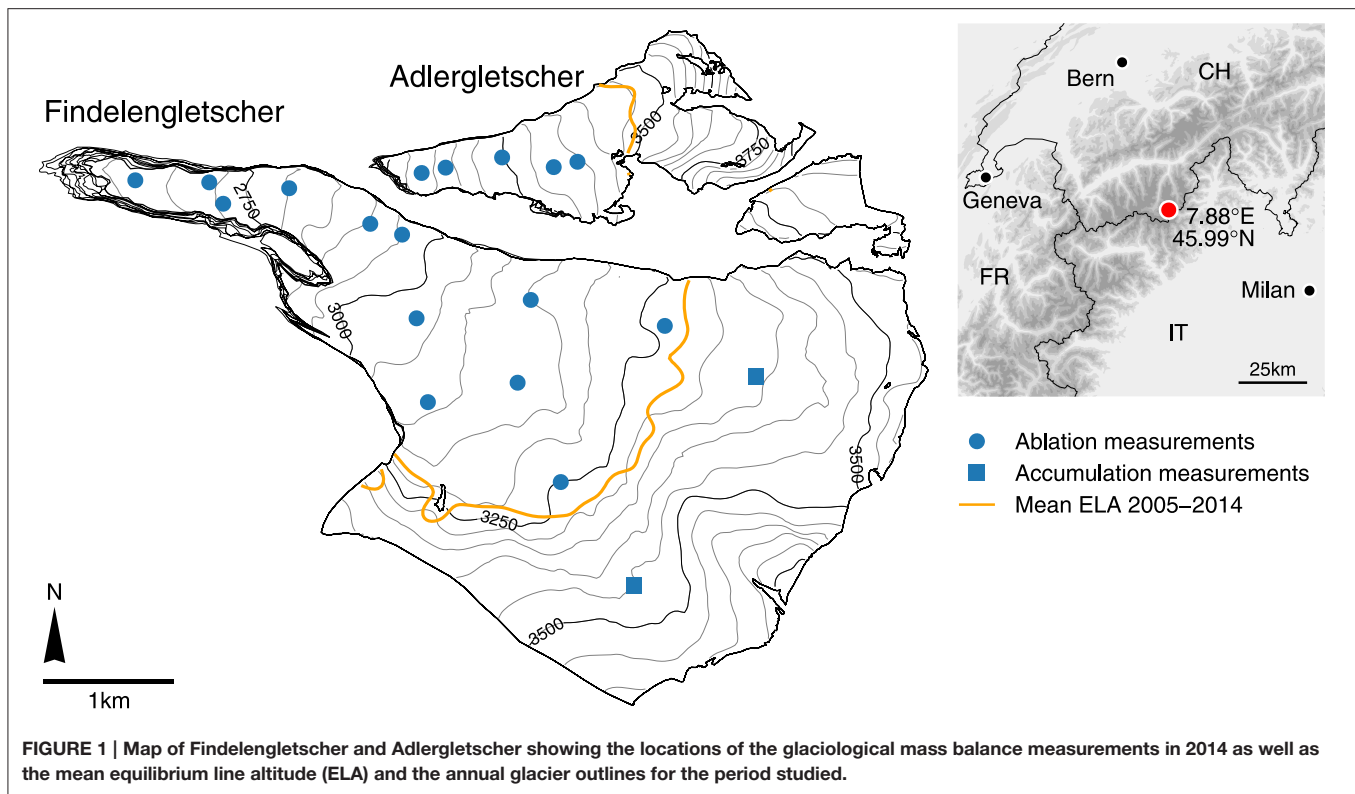 Findelengletscher
Adlergletscher
2750
3000
3250
3500
3500
3500
3750
N
1km
Bern
CH
Geneva
7.88°E
45.99°N
FR
Milan
IT
25km
Ablation measurements
Accumulation measurements
Mean ELA 2005–2014
FIGURE 1 | Map of Findelengletscher and Adlergletscher showing the locations of the glaciological mass balance measurements in 2014 as well as
the mean equilibrium line altitude (ELA) and the annual glacier outlines for the period studied.